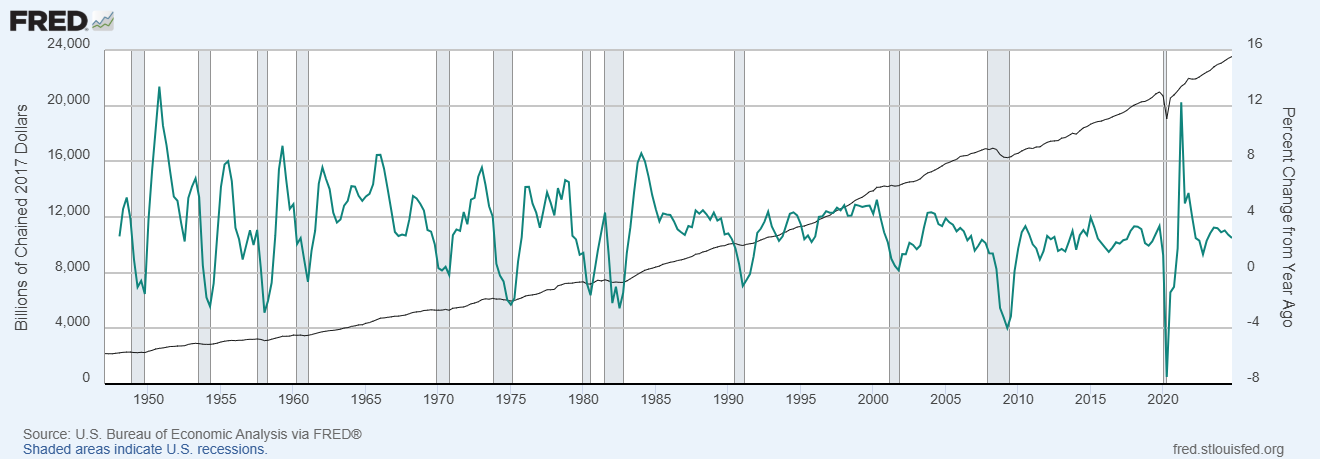 FRED
24,000 16
20,000 12
16,000 8
12,000 4
8,000 0
4,000 -4
0 -8
Billions of Chained 2017 Dollars
Percent Change from Year Ago
1950 1955 1960 1965 1970 1975 1980 1985 1990 1995 2000 2005 2010 2015 2020
Source: U.S. Bureau of Economic Analysis via FRED®
Shaded areas indicate U.S. recessions.
fred.stlouisfed.org